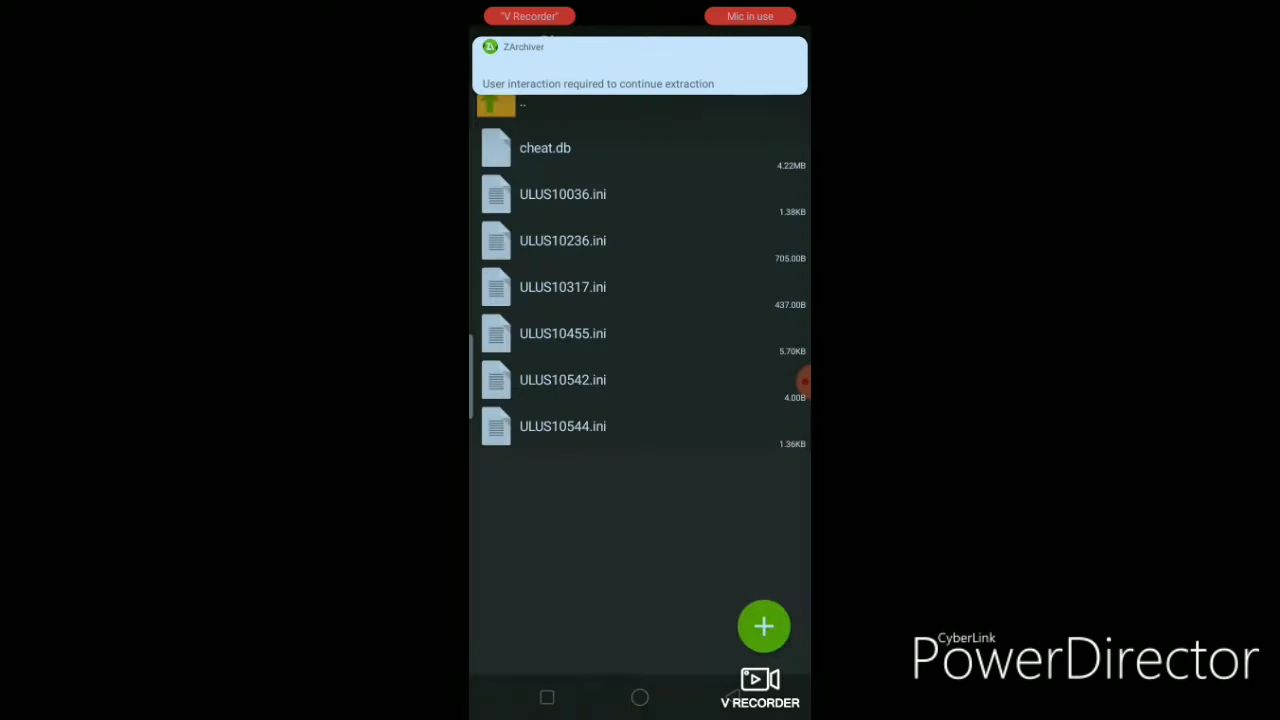 "V Recorder"
Mic in use
ZArchiver
User interaction required to continue extraction
..
cheat.db
4.22MB
ULUS10036.ini
1.38KB
ULUS10236.ini
705.00B
ULUS10317.ini
437.00B
ULUS10455.ini
5.70KB
ULUS10542.ini
4.00B
ULUS10544.ini
1.36KB
V RECORDER
CyberLink
PowerDirector